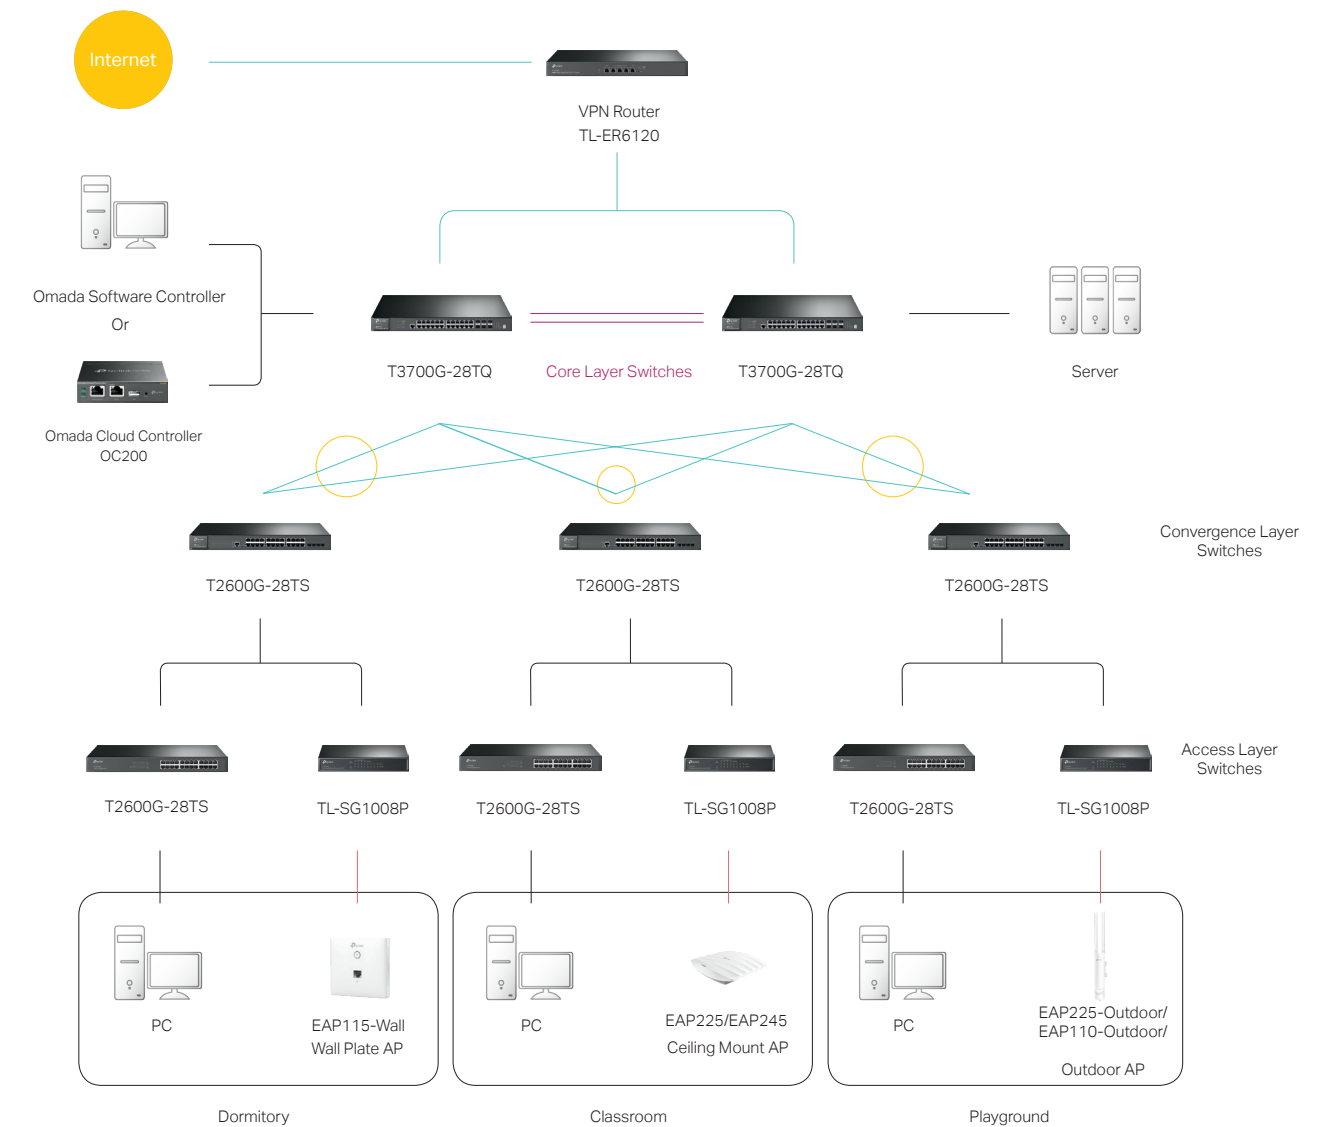 Internet
VPN Router
TL-ER6120
Omada Software Controller
Or
Omada Cloud Controller
OC200
T3700G-28TQ
Core Layer Switches
T3700G-28TQ
Server
Convergence Layer
Switches
T2600G-28TS
T2600G-28TS
T2600G-28TS
Access Layer
Switches
T2600G-28TS
TL-SG1008P
T2600G-28TS
TL-SG1008P
T2600G-28TS
TL-SG1008P
PC
EAP115-Wall
Wall Plate AP
PC
EAP225/EAP245
Ceiling Mount AP
PC
EAP225-Outdoor/
EAP110-Outdoor/
Outdoor AP
Dormitory
Classroom
Playground